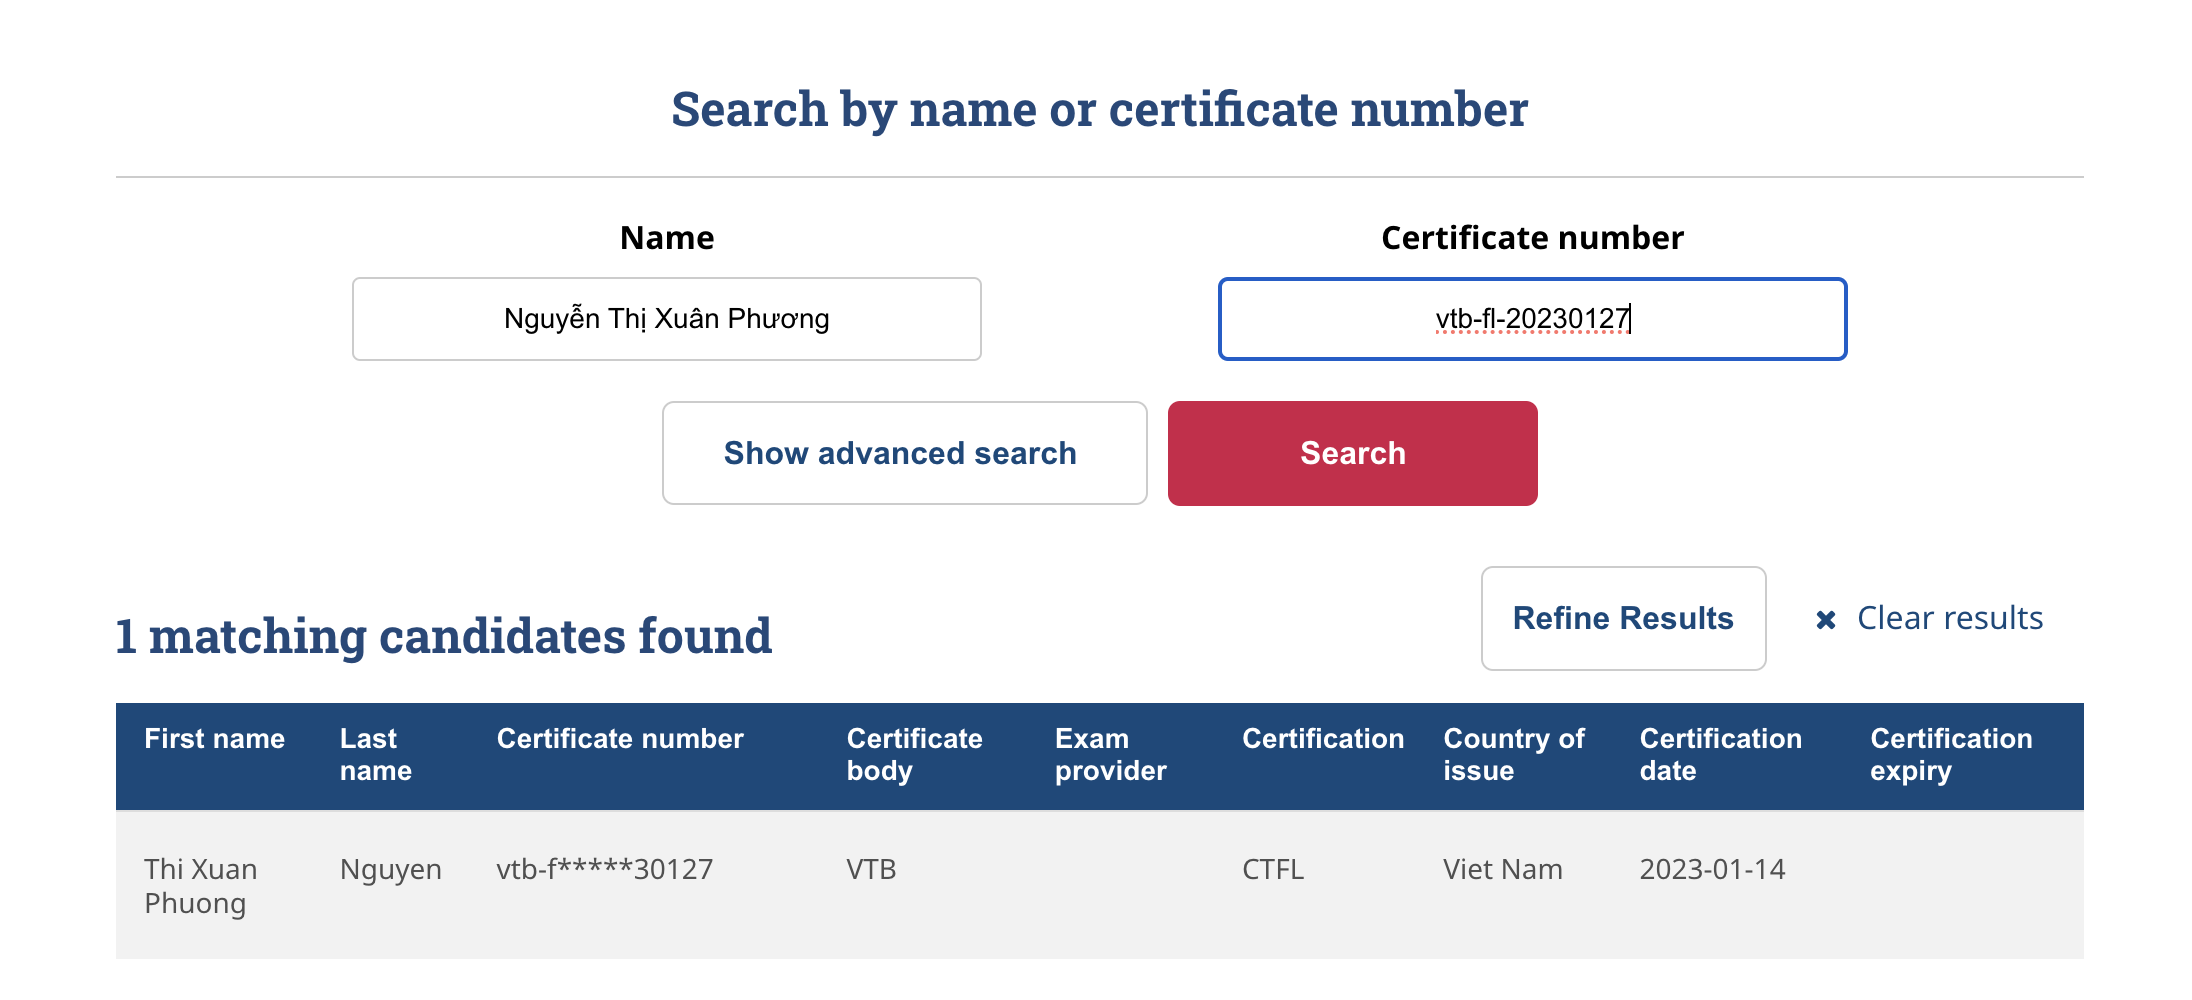 Search by name or certificate number
Name
Certificate number
Nguyễn Thị Xuân Phương
vtb-fl-20230127
Show advanced search
Search
1 matching candidates found
Refine Results
✖ Clear results
First name
Last name
Certificate number
Certificate body
Exam provider
Certification
Country of issue
Certification date
Certification expiry
Thi Xuan Phuong
Nguyen
vtb-f*****30127
VTB
CTFL
Viet Nam
2023-01-14